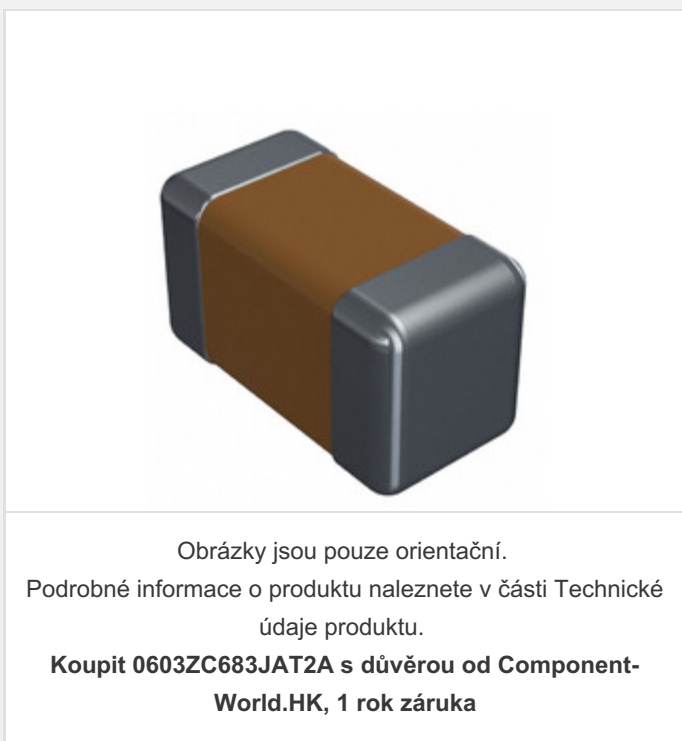 Obrázky jsou pouze orientační.
Podrobné informace o produktu naleznete v části Technické
údaje produktu.
Koupit 0603ZC683JAT2A s důvěrou od Component-
World.HK, 1 rok záruka